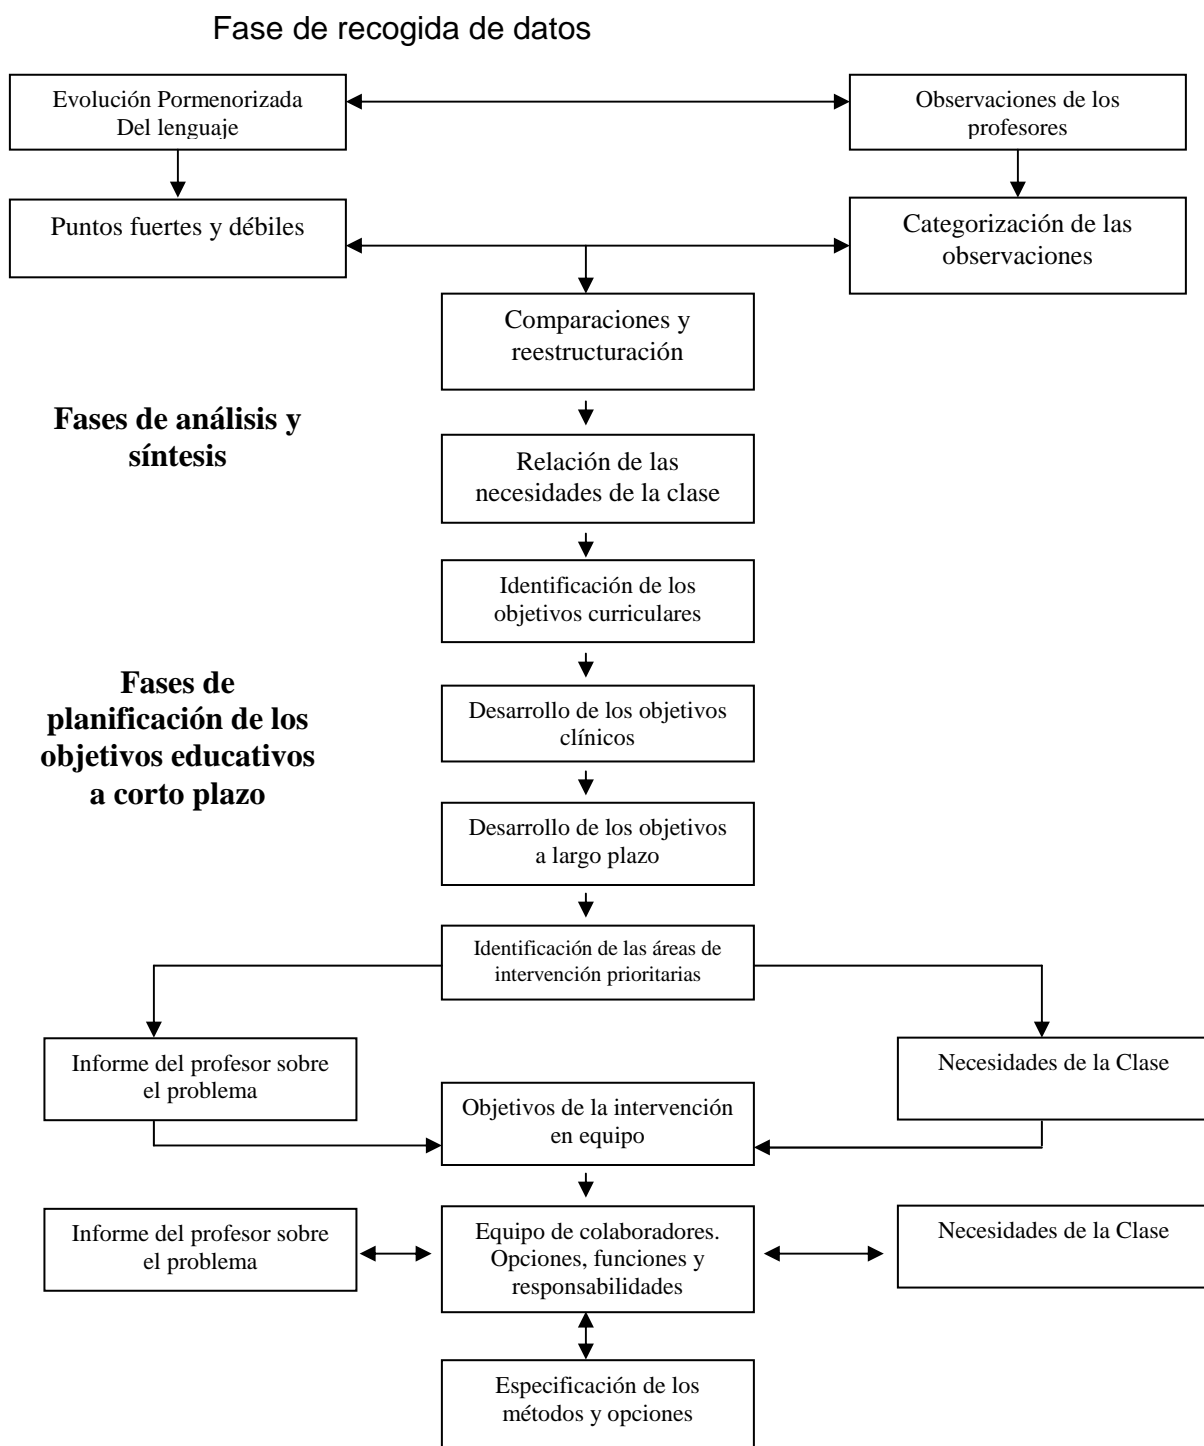 Fase de recogida de datos
Evolución Pormenorizada
Del lenguaje
Observaciones de los
profesores
Puntos fuertes y débiles
Categorización de las
observaciones
Comparaciones y
reestructuración
Fases de análisis y
síntesis
Relación de las
necesidades de la clase
Identificación de los
objetivos curriculares
Fases de
planificación de los
objetivos educativos
a corto plazo
Desarrollo de los objetivos
clínicos
Desarrollo de los objetivos
a largo plazo
Identificación de las áreas de
intervención prioritarias
Informe del profesor sobre
el problema
Necesidades de la Clase
Objetivos de la intervención
en equipo
Informe del profesor sobre
el problema
Equipo de colaboradores.
Opciones, funciones y
responsabilidades
Necesidades de la Clase
Especificación de los
métodos y opciones